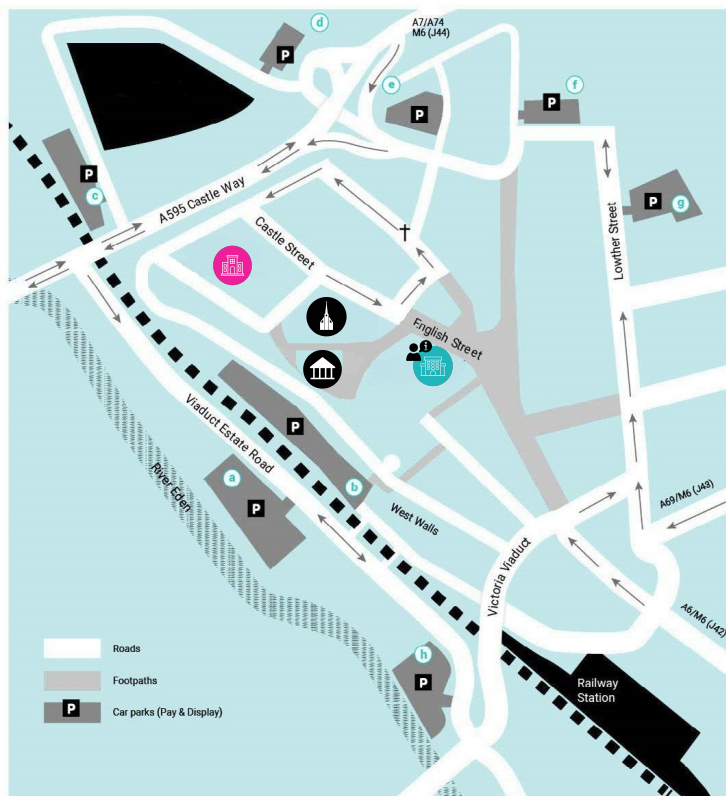 d
A7/A74
M6 (J44)
P
e
f
P
P
P
c
A595 Castle Way
P
g
Castle Street
Lowther Street
English Street
i
P
Viaduct Estate Road
a
b
River Eden
P
West Walls
A69/M6 (J43)
Victoria Viaduct
A6/M6 (J42)
h
Roads
P
Railway
Station
Footpaths
P
Car parks (Pay & Display)